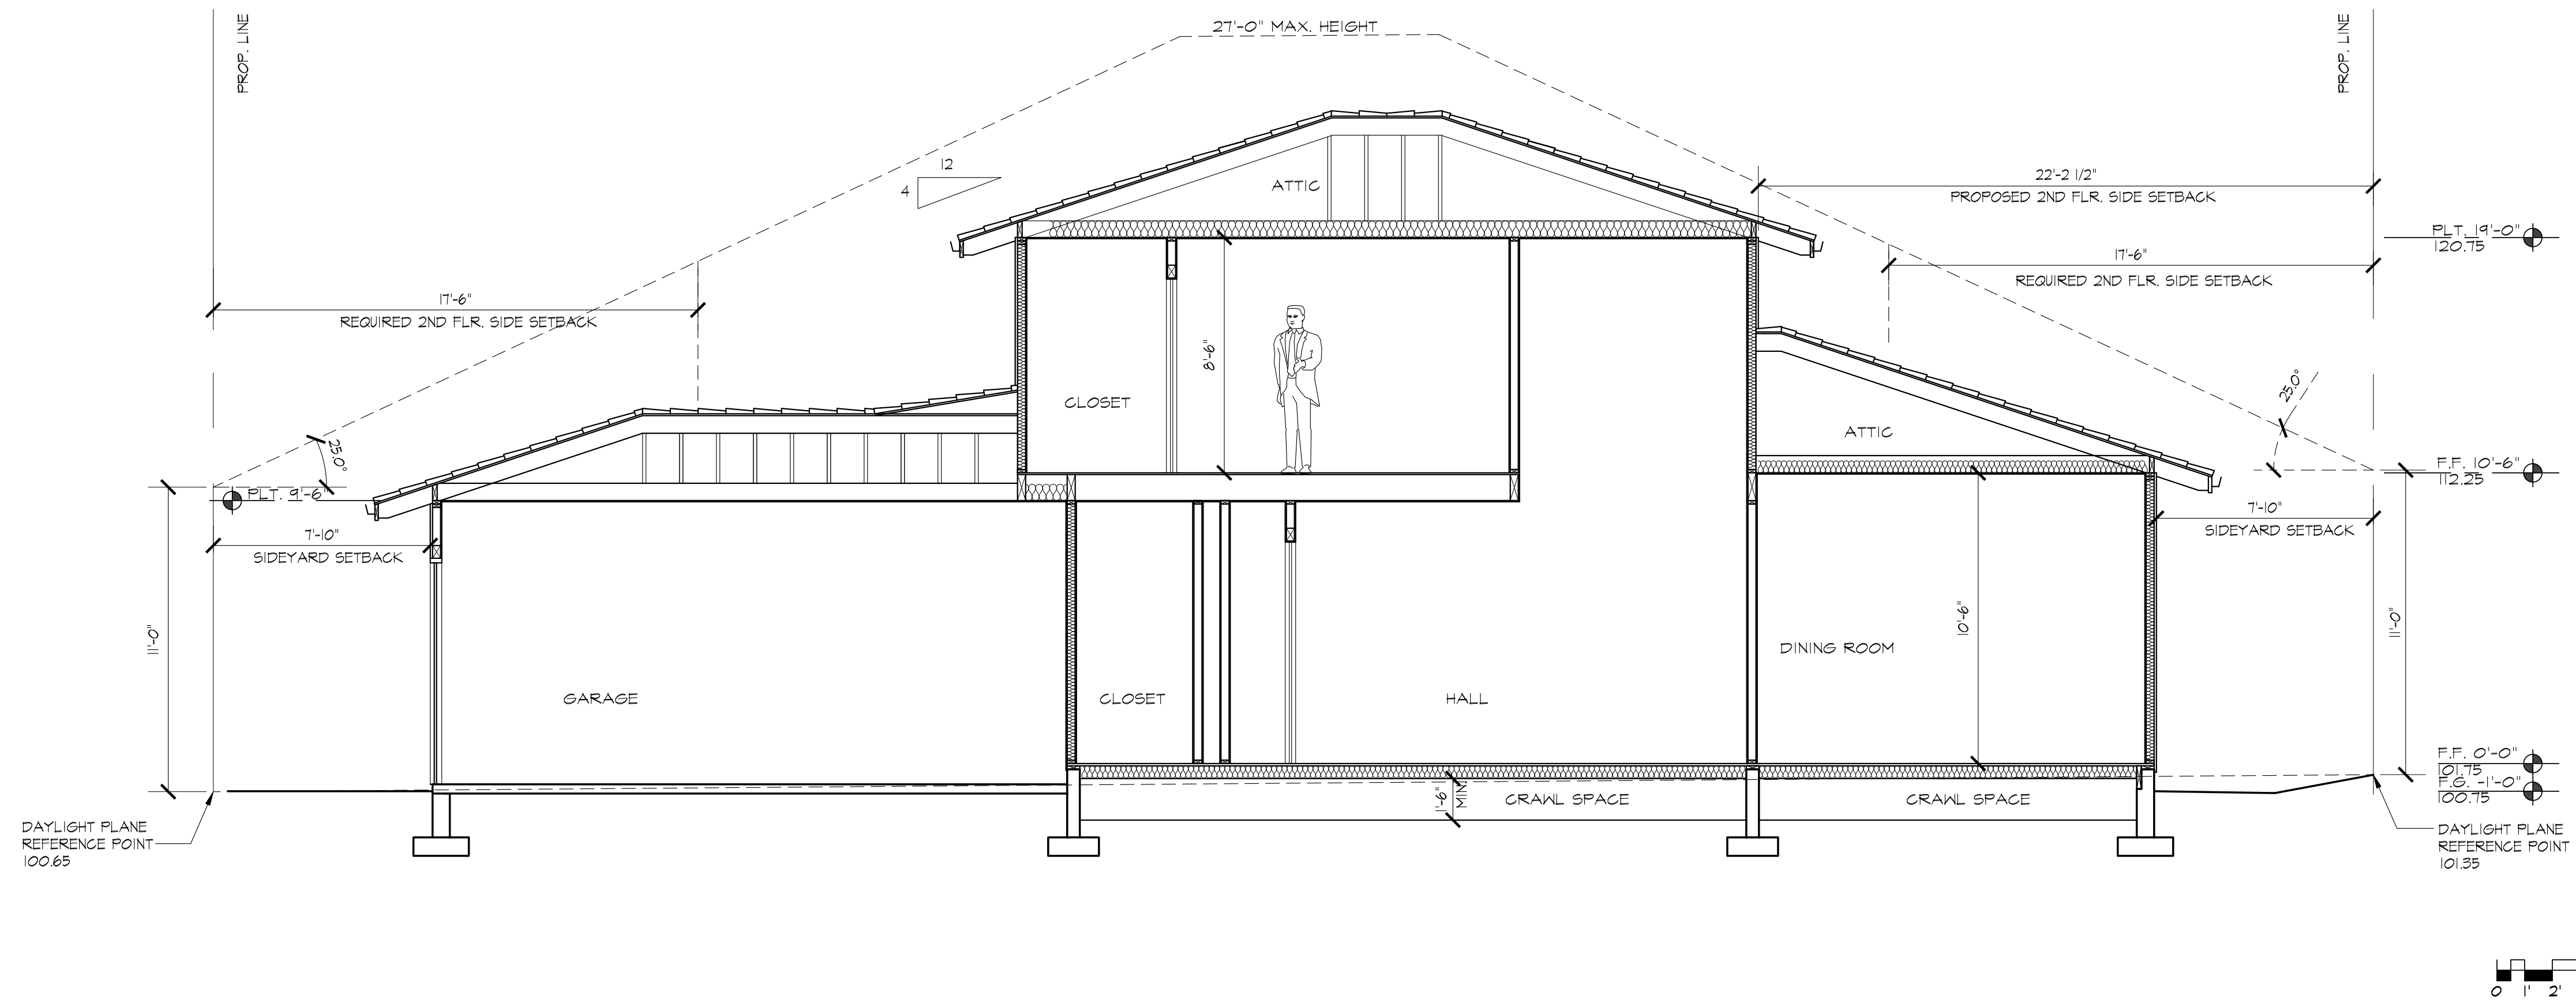 27'-0" MAX. HEIGHT
PROP. LINE
PROP. LINE
12
4
ATTIC
22'-2 1/2"
PROPOSED 2ND FLR. SIDE SETBACK
PLT. 19'-0"
120.75
17'-6"
REQUIRED 2ND FLR. SIDE SETBACK
17'-6"
REQUIRED 2ND FLR. SIDE SETBACK
8'-6"
CLOSET
25.0°
25.0°
ATTIC
F.F. 10'-6"
112.25
PLT. 9'-6"
7'-10"
SIDEYARD SETBACK
7'-10"
SIDEYARD SETBACK
11'-0"
10'-6"
11'-0"
DINING ROOM
GARAGE
CLOSET
HALL
F.F. 0'-0"
101.75
F.G. -1'-0"
100.75
1'-6"
MIN.
CRAWL SPACE
CRAWL SPACE
DAYLIGHT PLANE
REFERENCE POINT
100.65
DAYLIGHT PLANE
REFERENCE POINT
101.35
0 1' 2'